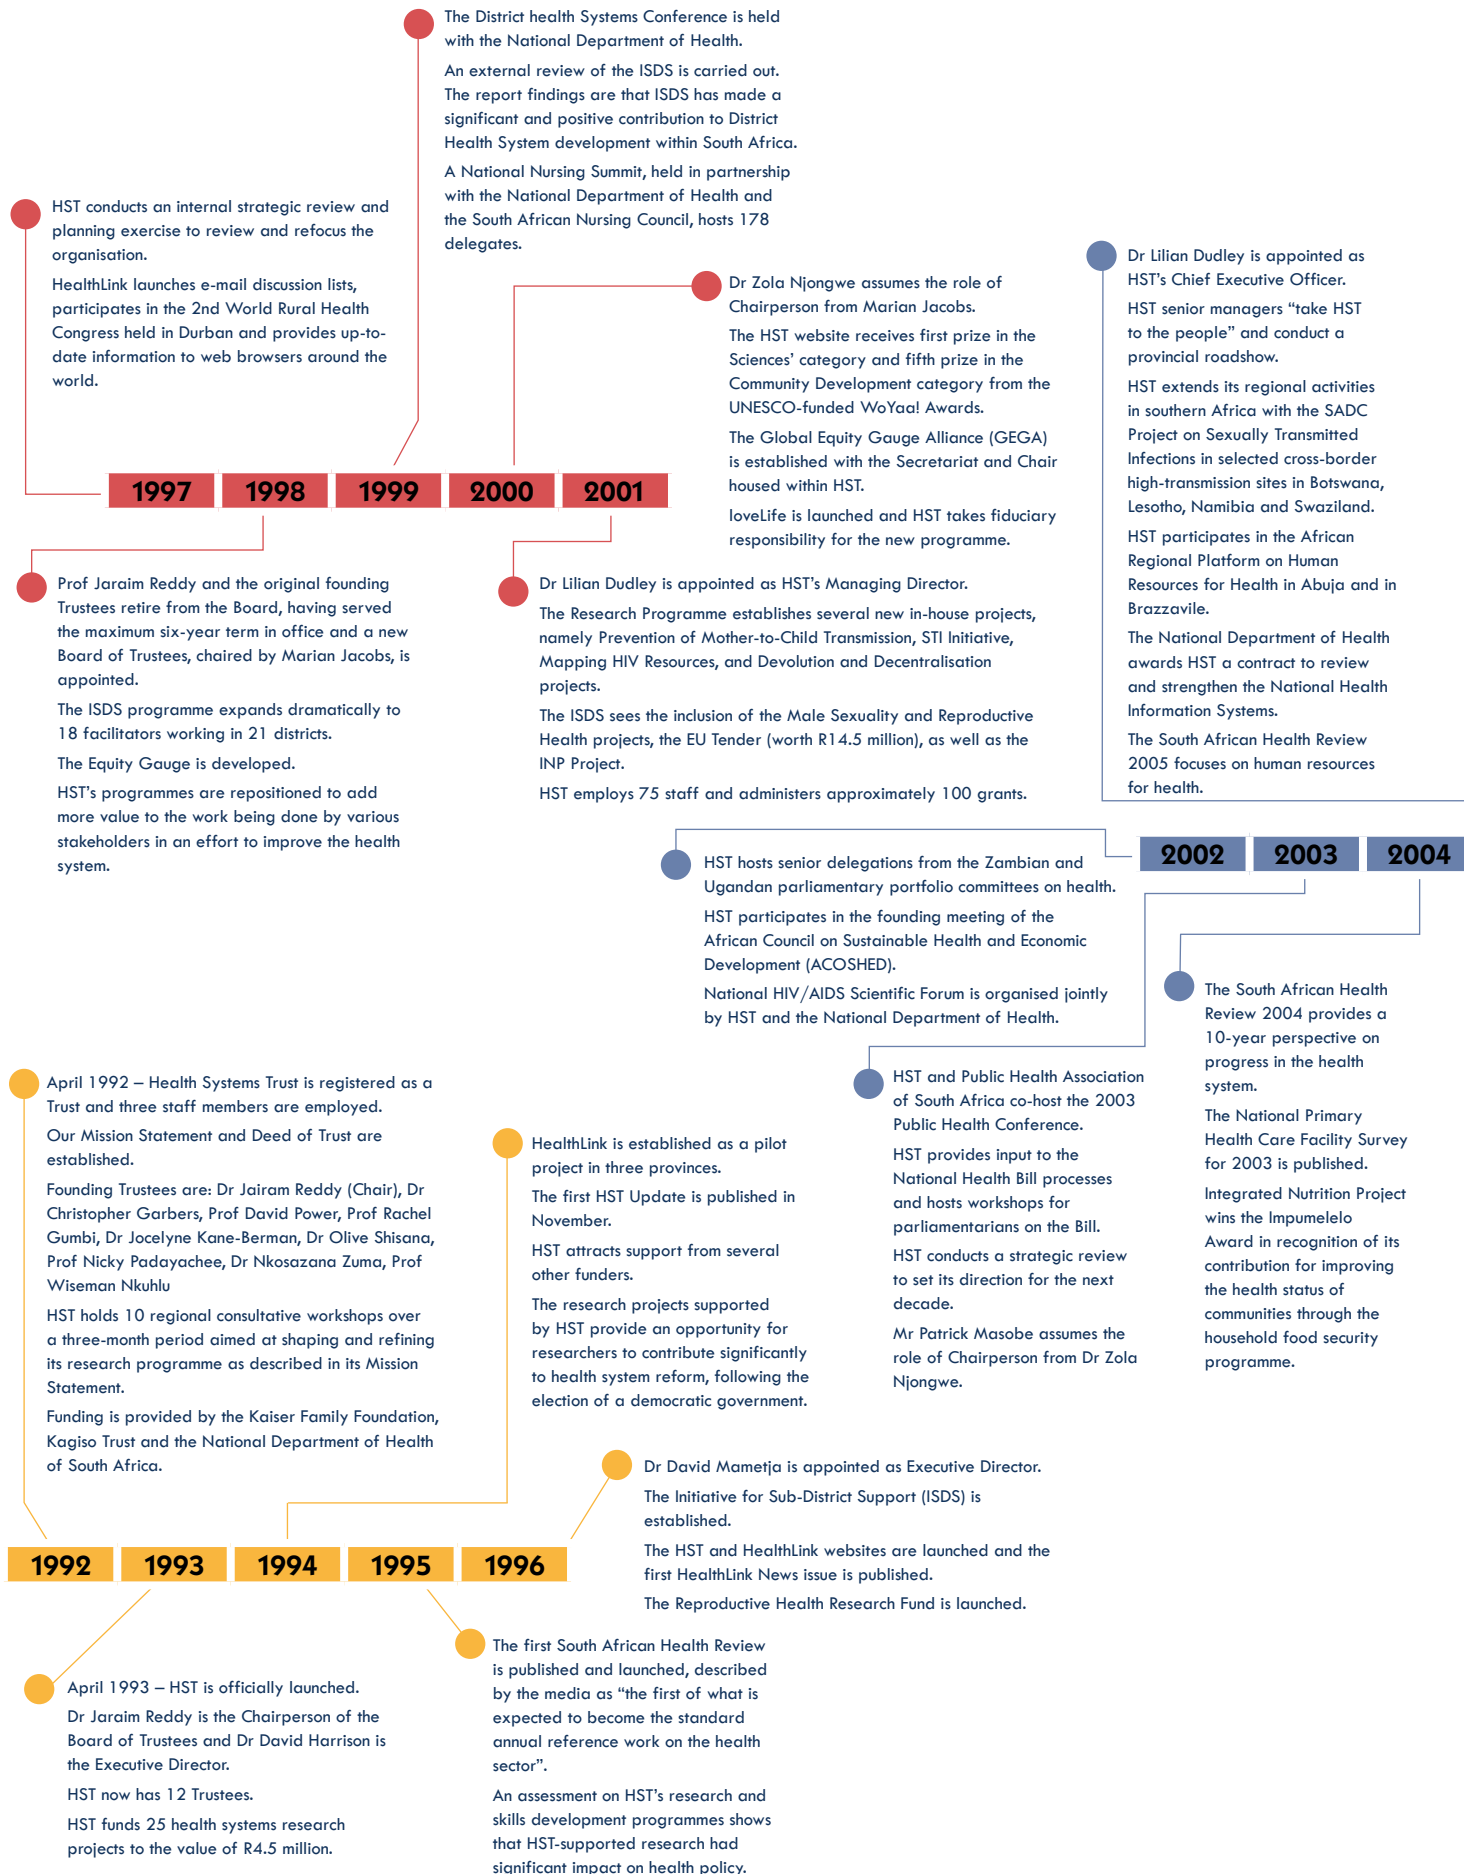 The District health Systems Conference is held
with the National Department of Health.
An external review of the ISDS is carried out.
The report findings are that ISDS has made a
significant and positive contribution to District
Health System development within South Africa.
A National Nursing Summit, held in partnership
with the National Department of Health and
the South African Nursing Council, hosts 178
delegates.
HST conducts an internal strategic review and
planning exercise to review and refocus the
organisation.
HealthLink launches e-mail discussion lists,
participates in the 2nd World Rural Health
Congress held in Durban and provides up-to-
date information to web browsers around the
world.
Dr Zola Njongwe assumes the role of
Chairperson from Marian Jacobs.
The HST website receives first prize in the
Sciences' category and fifth prize in the
Community Development category from the
UNESCO-funded WoYaa! Awards.
The Global Equity Gauge Alliance (GEGA)
is established with the Secretariat and Chair
housed within HST.
loveLife is launched and HST takes fiduciary
responsibility for the new programme.
1997
1998
1999
2000
2001
Prof Jaraim Reddy and the original founding
Trustees retire from the Board, having served
the maximum six-year term in office and a new
Board of Trustees, chaired by Marian Jacobs, is
appointed.
The ISDS programme expands dramatically to
18 facilitators working in 21 districts.
The Equity Gauge is developed.
HST's programmes are repositioned to add
more value to the work being done by various
stakeholders in an effort to improve the health
system.
Dr Lilian Dudley is appointed as HST's Managing Director.
The Research Programme establishes several new in-house projects,
namely Prevention of Mother-to-Child Transmission, STI Initiative,
Mapping HIV Resources, and Devolution and Decentralisation
projects.
The ISDS sees the inclusion of the Male Sexuality and Reproductive
Health projects, the EU Tender (worth R14.5 million), as well as the
INP Project.
HST employs 75 staff and administers approximately 100 grants.
Dr Lilian Dudley is appointed as
HST's Chief Executive Officer.
HST senior managers “take HST
to the people” and conduct a
provincial roadshow.
HST extends its regional activities
in southern Africa with the SADC
Project on Sexually Transmitted
Infections in selected cross-border
high-transmission sites in Botswana,
Lesotho, Namibia and Swaziland.
HST participates in the African
Regional Platform on Human
Resources for Health in Abuja and in
Brazzavile.
The National Department of Health
awards HST a contract to review
and strengthen the National Health
Information Systems.
The South African Health Review
2005 focuses on human resources
for health.
2002
2003
2004
HST hosts senior delegations from the Zambian and
Ugandan parliamentary portfolio committees on health.
HST participates in the founding meeting of the
African Council on Sustainable Health and Economic
Development (ACOSHED).
National HIV/AIDS Scientific Forum is organised jointly
by HST and the National Department of Health.
HST and Public Health Association
of South Africa co-host the 2003
Public Health Conference.
HST provides input to the
National Health Bill processes
and hosts workshops for
parliamentarians on the Bill.
HST conducts a strategic review
to set its direction for the next
decade.
Mr Patrick Masobe assumes the
role of Chairperson from Dr Zola
Njongwe.
The South African Health
Review 2004 provides a
10-year perspective on
progress in the health
system.
The National Primary
Health Care Facility Survey
for 2003 is published.
Integrated Nutrition Project
wins the Impumelelo
Award in recognition of its
contribution for improving
the health status of
communities through the
household food security
programme.
April 1992 – Health Systems Trust is registered as a
Trust and three staff members are employed.
Our Mission Statement and Deed of Trust are
established.
Founding Trustees are: Dr Jairam Reddy (Chair), Dr
Christopher Garbers, Prof David Power, Prof Rachel
Gumbi, Dr Jocelyne Kane-Berman, Dr Olive Shisana,
Prof Nicky Padayachee, Dr Nkosazana Zuma, Prof
Wiseman Nkuhlu
HST holds 10 regional consultative workshops over
a three-month period aimed at shaping and refining
its research programme as described in its Mission
Statement.
Funding is provided by the Kaiser Family Foundation,
Kagiso Trust and the National Department of Health
of South Africa.
HealthLink is established as a pilot
project in three provinces.
The first HST Update is published in
November.
HST attracts support from several
other funders.
The research projects supported
by HST provide an opportunity for
researchers to contribute significantly
to health system reform, following the
election of a democratic government.
Dr David Mametja is appointed as Executive Director.
The Initiative for Sub-District Support (ISDS) is
established.
The HST and HealthLink websites are launched and the
first HealthLink News issue is published.
The Reproductive Health Research Fund is launched.
1992
1993
1994
1995
1996
April 1993 – HST is officially launched.
Dr Jaraim Reddy is the Chairperson of the
Board of Trustees and Dr David Harrison is
the Executive Director.
HST now has 12 Trustees.
HST funds 25 health systems research
projects to the value of R4.5 million.
The first South African Health Review
is published and launched, described
by the media as “the first of what is
expected to become the standard
annual reference work on the health
sector”.
An assessment on HST's research and
skills development programmes shows
that HST-supported research had
significant impact on health policy.